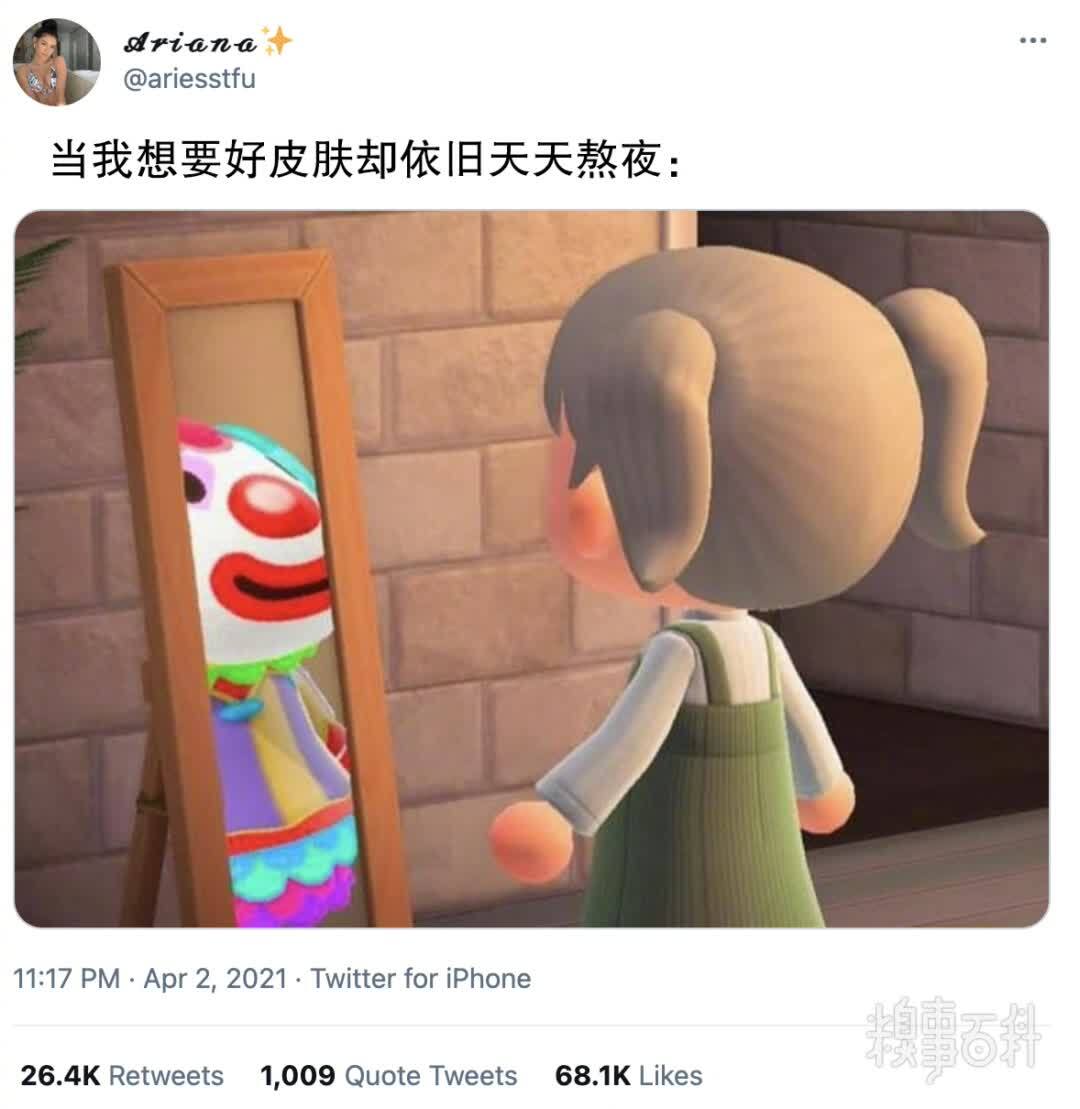 𝓐𝓻𝓲𝓪𝓷𝓪✨
@ariesstfu
当我想要好皮肤却依旧天天熬夜:
11:17 PM · Apr 2, 2021 · Twitter for iPhone
糗事百科
26.4K Retweets 1,009 Quote Tweets 68.1K Likes